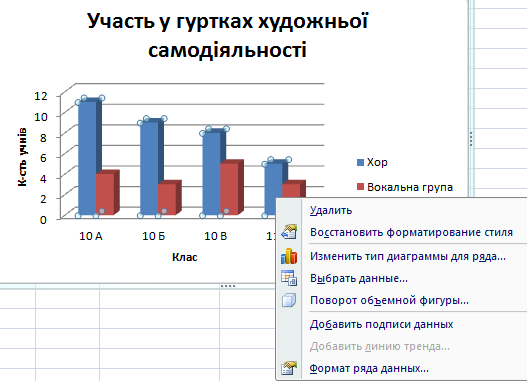 Участь у гуртках художньої
самодіяльності
К-сть учнів
12
10
8
6
4
2
0
10 А
10 Б
10 В
11
Клас
Хор
Вокальна група
Удалить
Восстановить форматирование стиля
Изменить тип диаграммы для ряда...
Выбрать данные...
Поворот объемной фигуры...
Добавить подписи данных
Добавить линию тренда...
Формат ряда данных...